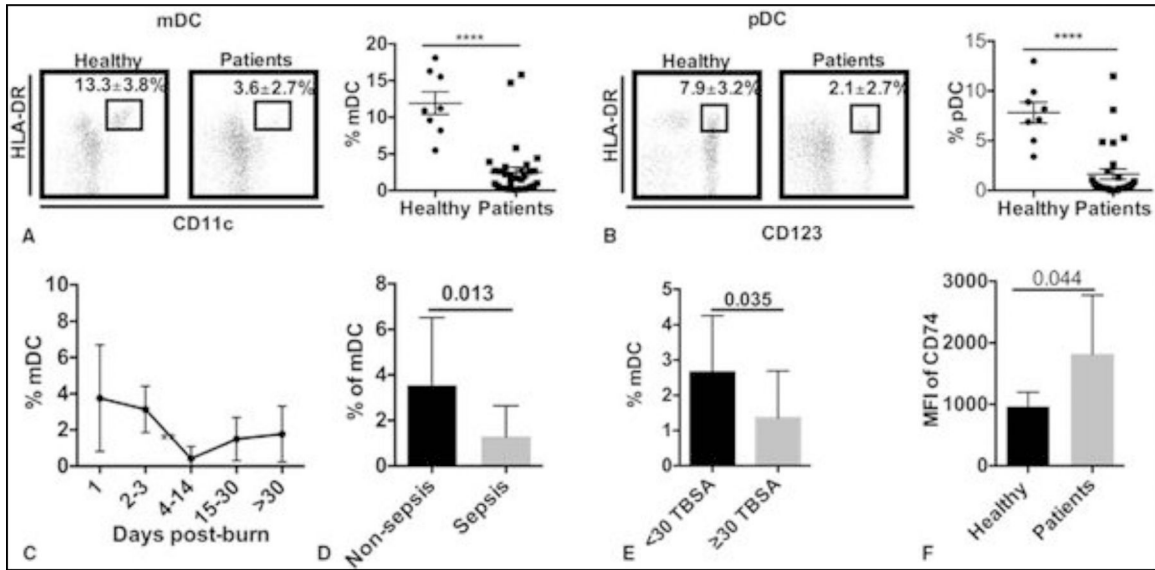 mDC
Healthy
Patients
13.3±3.8%
3.6±2.7%
HLA-DR
CD11c
A
****
% mDC
20
15
10
5
0
Healthy Patients
pDC
Healthy
Patients
7.9±3.2%
2.1±2.7%
HLA-DR
CD123
B
****
% pDC
15
10
5
0
Healthy Patients
% mDC
10
8
6
4
2
0
**
1
2-3
4-14
15-30
>30
Days post-burn
C
% of mDC
8
6
4
2
0
0.013
Non-sepsis
Sepsis
D
% mDC
5
4
3
2
1
0
0.035
<30 TBSA
≥30 TBSA
E
MFI of CD74
3000
2000
1000
0
0.044
Healthy
Patients
F